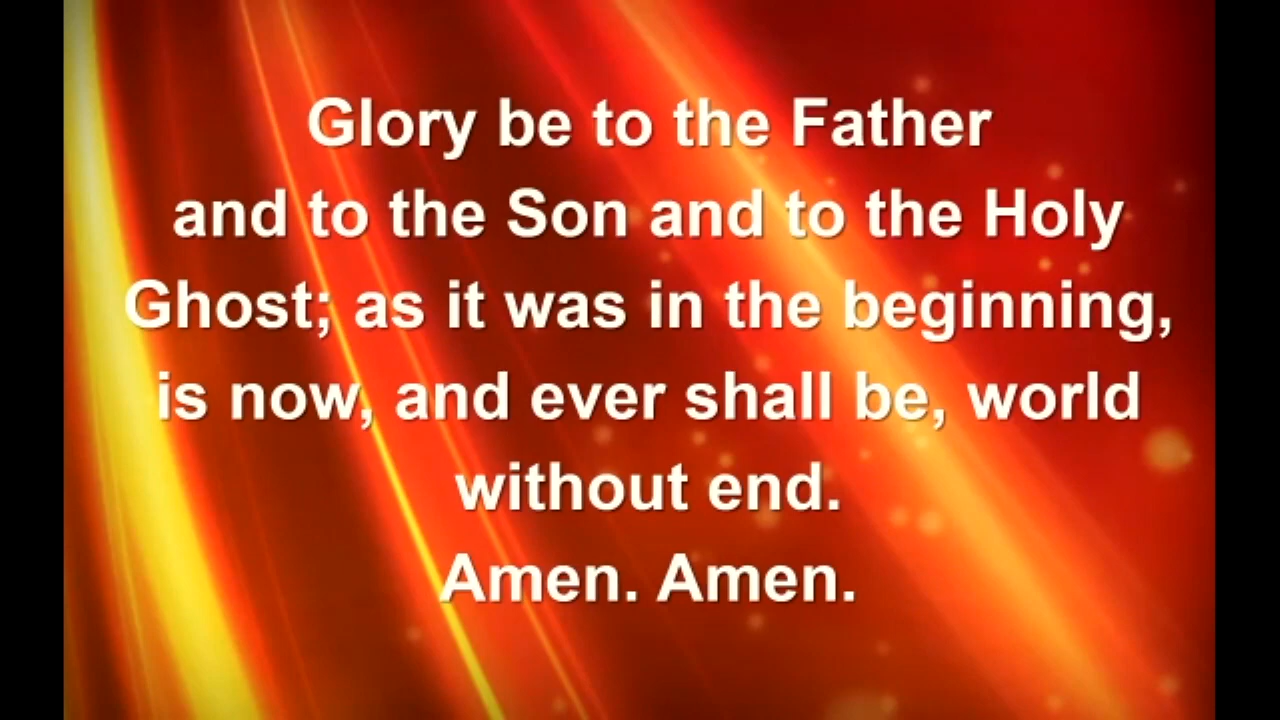 Glory be to the Father
and to the Son and to the Holy
Ghost; as it was in the beginning,
is now, and ever shall be, world
without end.
Amen. Amen.